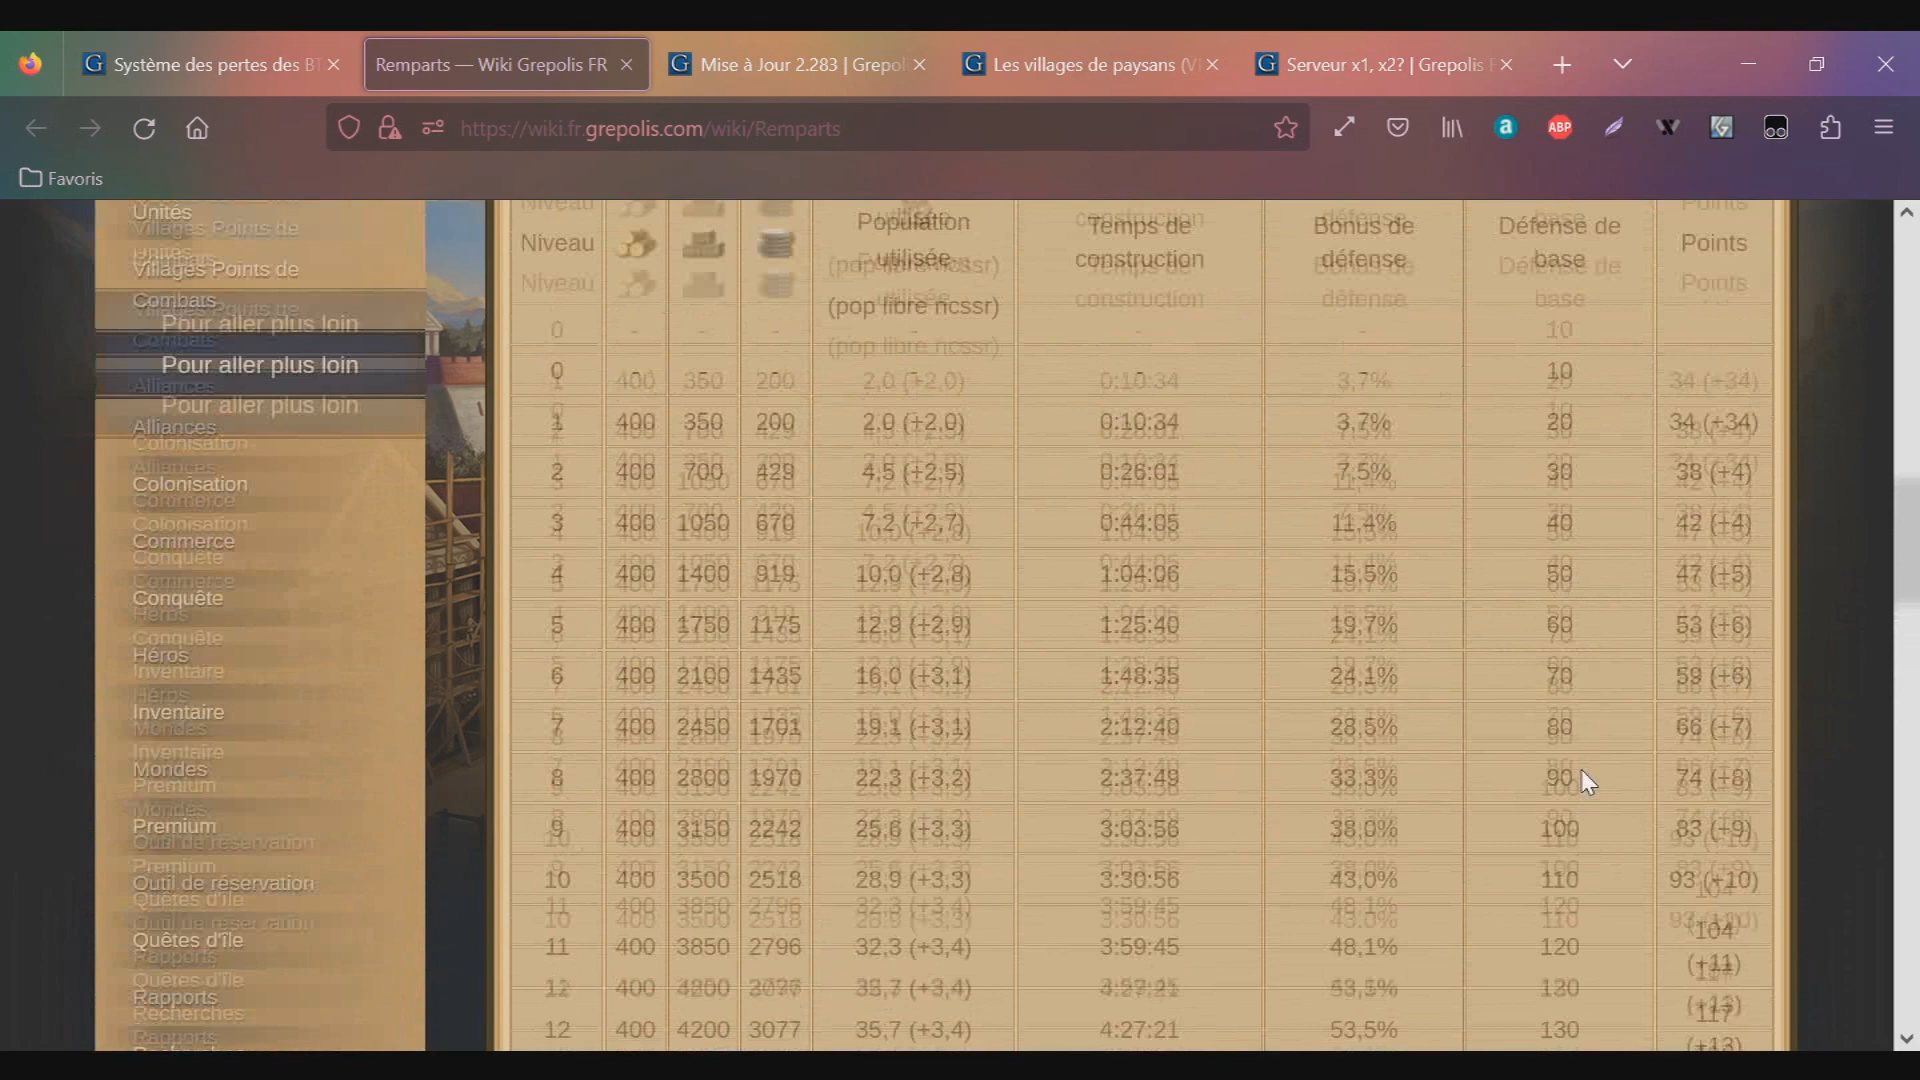 Système des pertes des BT
Remparts — Wiki Grepolis FR
Mise à Jour 2.283 | Grepol
Les villages de paysans (V
Serveur x1, x2? | Grepolis
https://wiki.fr.grepolis.com/wiki/Remparts
Favoris
Unités
Villages Points de
Combats
Pour aller plus loin
Alliances
Colonisation
Commerce
Conquête
Héros
Inventaire
Mondes
Premium
Outil de réservation
Quêtes d'île
Rapports
Recherches
Niveau Population utilisée (pop libre ncssr) Temps de construction Bonus de défense Défense de base Points
0 - - - - - - 10
1 400 350 200 2,0 (+2,0) 0:10:34 3,7% 20 34 (+34)
2 400 700 429 4,5 (+2,5) 0:26:01 7,5% 30 38 (+4)
3 400 1050 670 7,2 (+2,7) 0:44:05 11,4% 40 42 (+4)
4 400 1400 919 10,0 (+2,8) 1:04:06 15,5% 50 47 (+5)
5 400 1750 1175 12,9 (+2,9) 1:25:40 19,7% 60 53 (+6)
6 400 2100 1435 16,0 (+3,1) 1:48:35 24,1% 70 59 (+6)
7 400 2450 1701 19,1 (+3,1) 2:12:40 28,5% 80 66 (+7)
8 400 2800 1970 22,3 (+3,2) 2:37:49 33,3% 90 74 (+8)
9 400 3150 2242 25,6 (+3,3) 3:03:56 38,0% 100 83 (+9)
10 400 3500 2518 28,9 (+3,3) 3:30:56 43,0% 110 93 (+10)
11 400 3850 2796 32,3 (+3,4) 3:59:45 48,1% 120 104 (+11)
12 400 4200 3077 35,7 (+3,4) 4:27:21 53,5% 130 117 (+13)